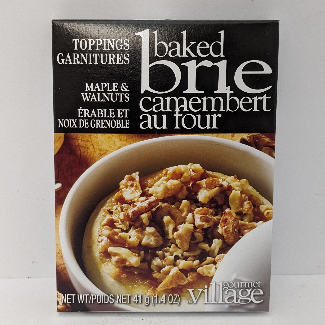 TOPPINGS
GARNITURES
MAPLE &
WALNUTS
ÉRABLE ET
NOIX DE GRENOBLE
baked
brie
camembert
au four
NET WT/POIDS NET 41 g (1.4 OZ)
gourmet
village